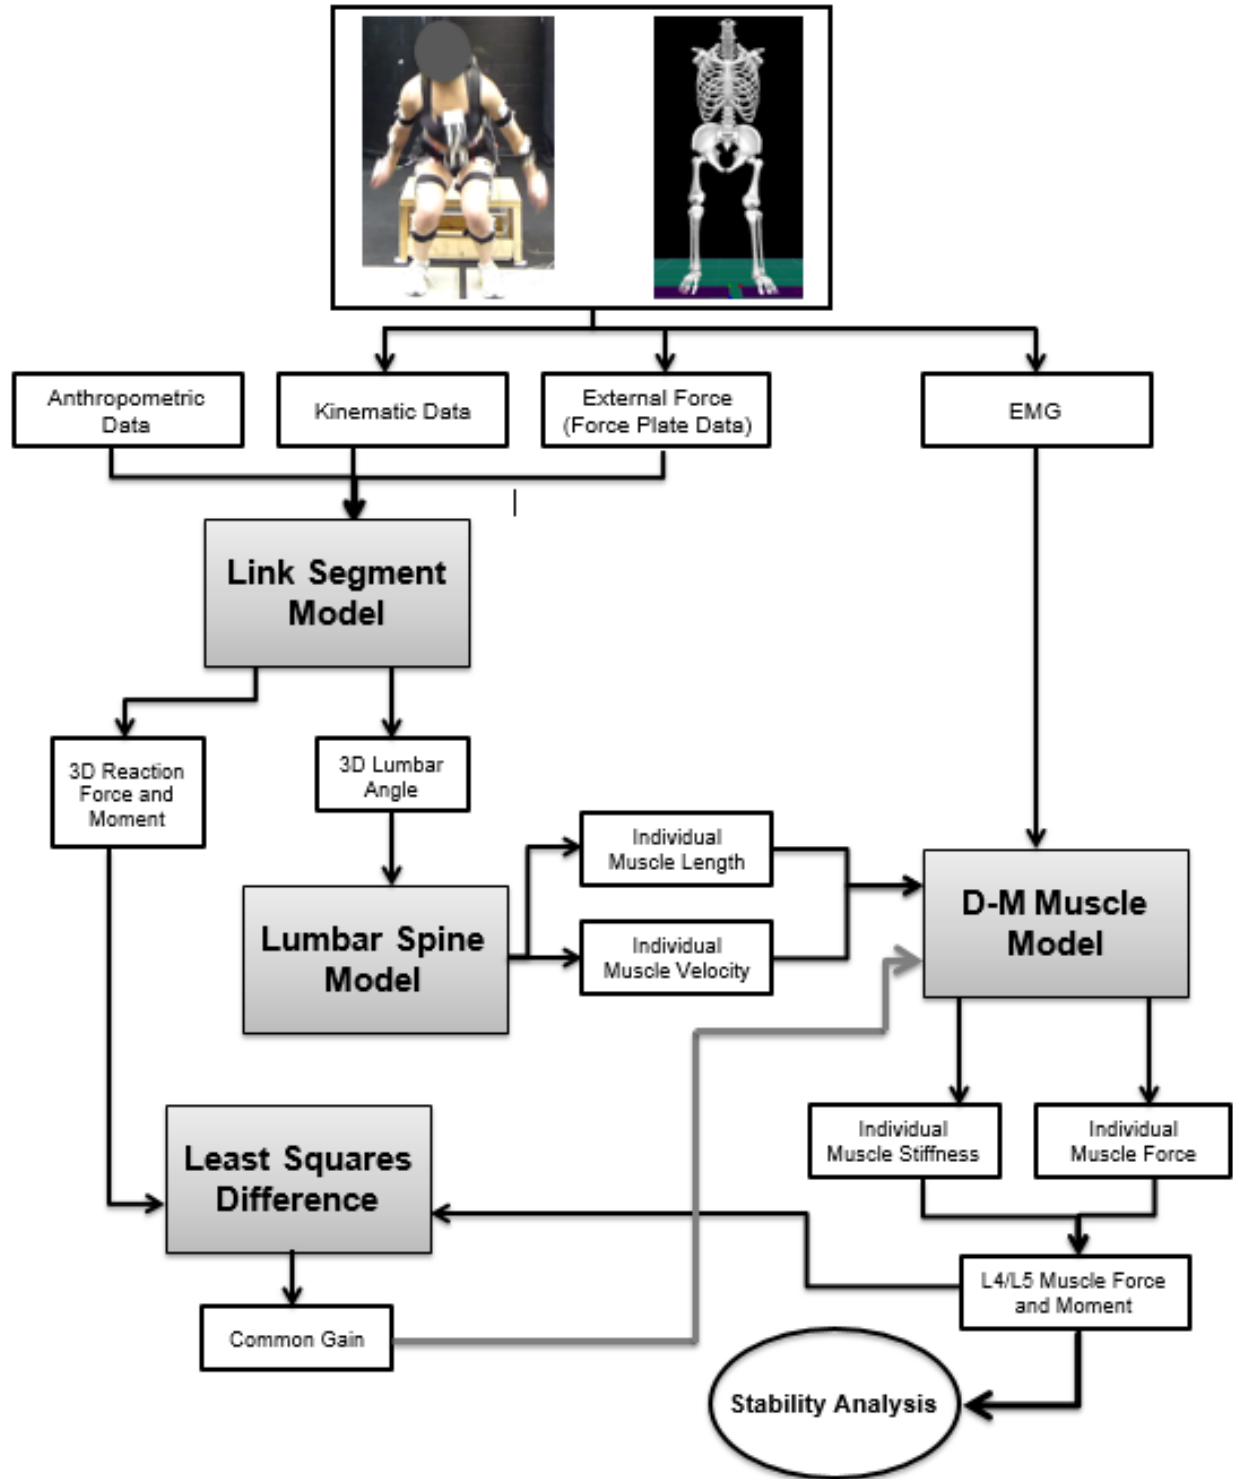 Anthropometric
Data
Kinematic Data
External Force
(Force Plate Data)
EMG
Link Segment
Model
3D Reaction
Force and
Moment
3D Lumbar
Angle
Individual
Muscle Length
Lumbar Spine
Model
Individual
Muscle Velocity
D-M Muscle
Model
Least Squares
Difference
Individual
Muscle Stiffness
Individual
Muscle Force
L4/L5 Muscle Force
and Moment
Common Gain
Stability Analysis